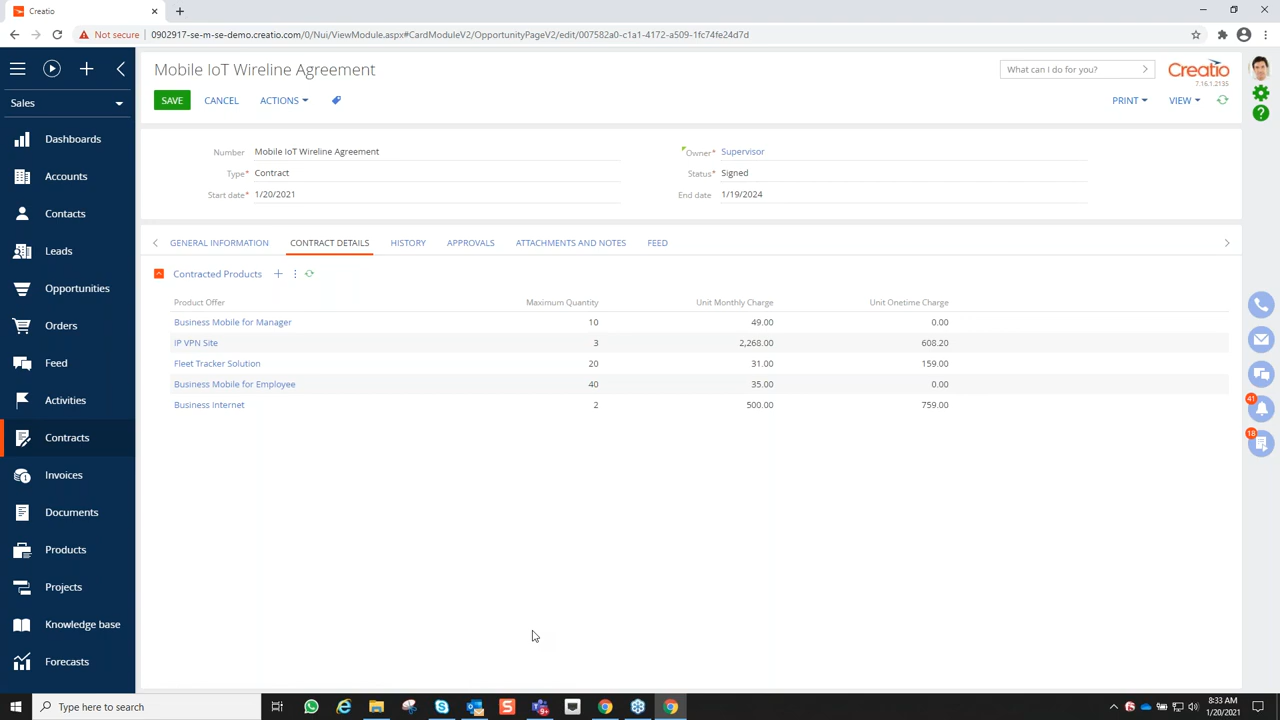 Creatio
Not secure
0902917-se-m-se-demo.creatio.com/0/Nui/ViewModule.aspx#CardModuleV2/OpportunityPageV2/edit/007582a0-c1a1-4172-a509-1fc74fe24d7d
Mobile IoT Wireline Agreement
What can I do for you?
Creatio
7.16.1.2135
SAVE
CANCEL
ACTIONS
PRINT
VIEW
Sales
Dashboards
Accounts
Contacts
Leads
Opportunities
Orders
Feed
Activities
Contracts
Invoices
Documents
Products
Projects
Knowledge base
Forecasts
Number Mobile IoT Wireline Agreement
Owner* Supervisor
Type* Contract
Status* Signed
Start date* 1/20/2021
End date 1/19/2024
GENERAL INFORMATION
CONTRACT DETAILS
HISTORY
APPROVALS
ATTACHMENTS AND NOTES
FEED
Contracted Products
Product Offer Maximum Quantity Unit Monthly Charge Unit Onetime Charge
Business Mobile for Manager 10 49.00 0.00
IP VPN Site 3 2,268.00 608.20
Fleet Tracker Solution 20 31.00 159.00
Business Mobile for Employee 40 35.00 0.00
Business Internet 2 500.00 759.00
41
18
Type here to search
8:33 AM
1/20/2021